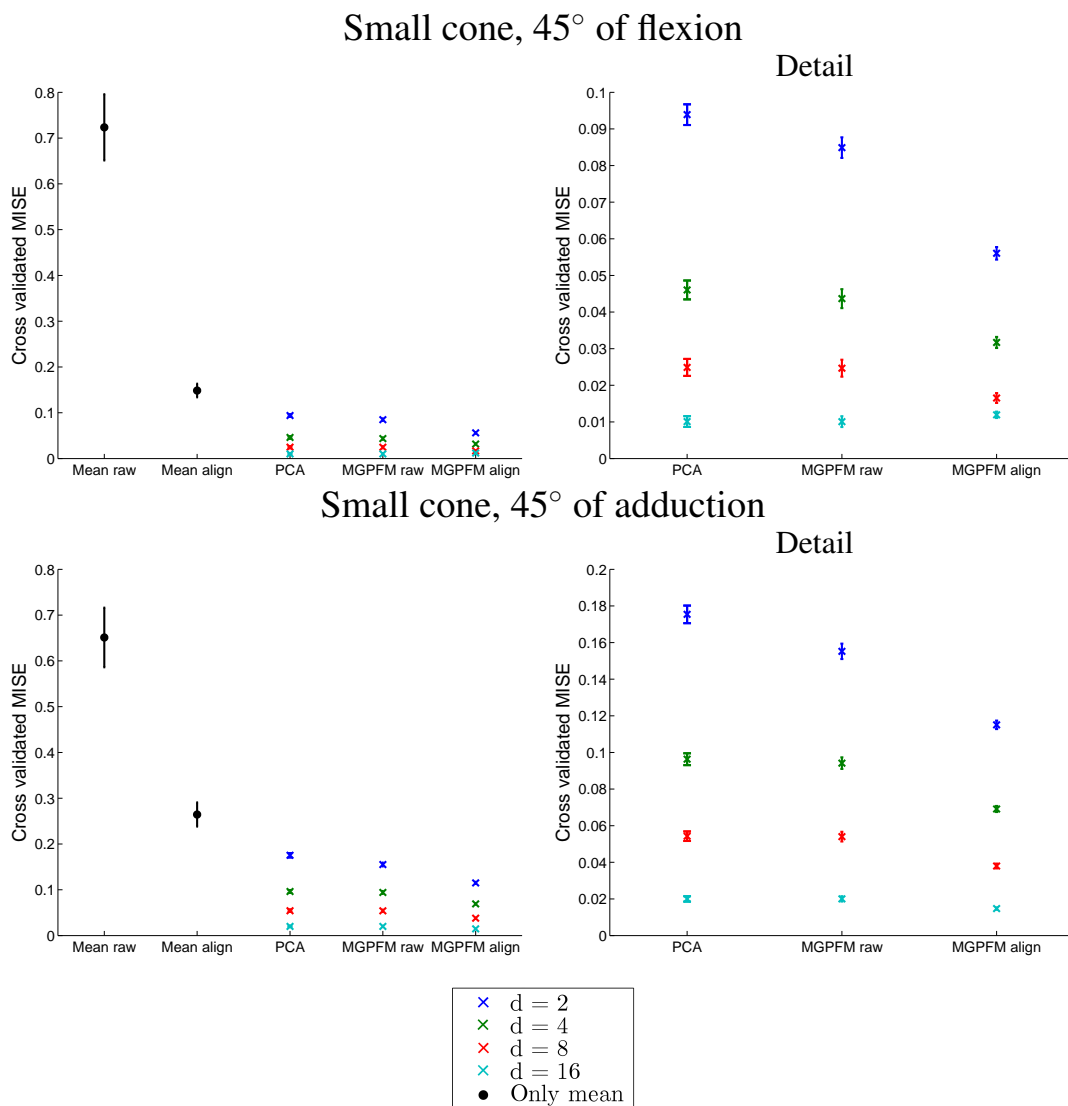 Small cone, 45° of flexion
Detail
Cross validated MISE
0.8
0.7
0.6
0.5
0.4
0.3
0.2
0.1
0
Mean raw Mean align PCA MGPFM raw MGPFM align
Cross validated MISE
0.1
0.09
0.08
0.07
0.06
0.05
0.04
0.03
0.02
0.01
0
PCA MGPFM raw MGPFM align
Small cone, 45° of adduction
Detail
Cross validated MISE
0.8
0.7
0.6
0.5
0.4
0.3
0.2
0.1
0
Mean raw Mean align PCA MGPFM raw MGPFM align
Cross validated MISE
0.2
0.18
0.16
0.14
0.12
0.1
0.08
0.06
0.04
0.02
0
PCA MGPFM raw MGPFM align
d = 2
d = 4
d = 8
d = 16
Only mean